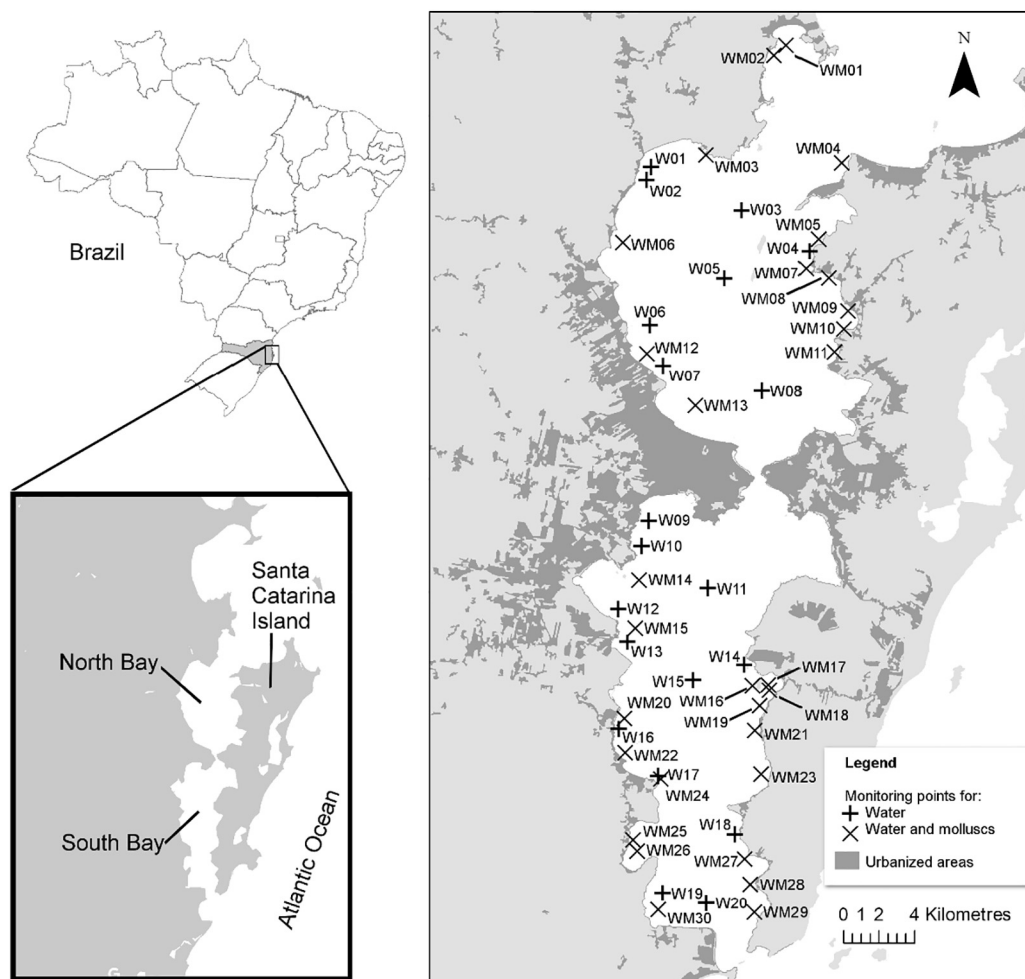 Brazil
North Bay
Santa
Catarina
Island
South Bay
Atlantic Ocean
G
N
WM02
WM01
W01
W02
WM03
WM04
W03
WM05
W04
WM06
WM07
W05
WM08
WM09
W06
WM10
WM12
WM11
W07
W08
WM13
W09
W10
WM14
W11
W12
WM15
W13
W14
WM17
W15
WM16
WM20
WM18
WM19
W16
WM21
WM22
W17
WM23
WM24
W18
WM25
WM26
WM27
WM28
W19
W20
WM30
WM29
Legend
Monitoring points for:
Water
Water and molluscs
Urbanized areas
0 1 2 4 Kilometres